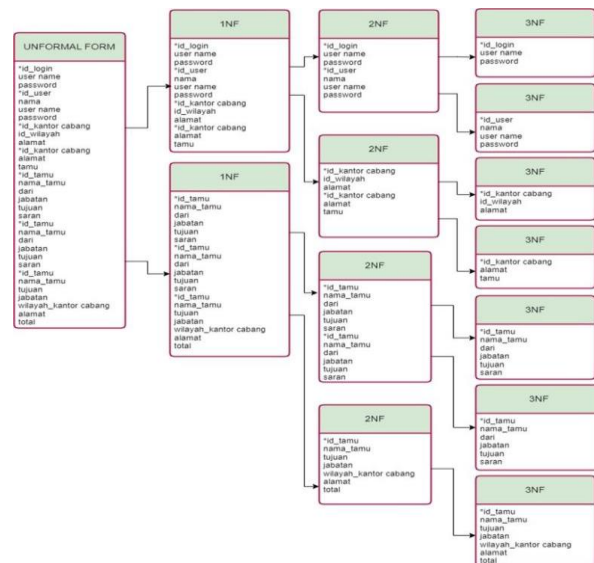 UNFORMAL FORM
*id_login
user name
password
*id_user
nama
user name
password
*id_kantor cabang
id_wilayah
alamat
*id_kantor cabang
alamat
tamu
*id_tamu
nama_tamu
dari
jabatan
tujuan
saran
*id_tamu
nama_tamu
dari
jabatan
tujuan
saran
*id_tamu
nama_tamu
tujuan
jabatan
wilayah_kantor cabang
alamat
total
1NF
*id_login
user name
password
*id_user
nama
user name
password
*id_kantor cabang
id_wilayah
alamat
*id_kantor cabang
alamat
tamu
1NF
*id_tamu
nama_tamu
dari
jabatan
tujuan
saran
*id_tamu
nama_tamu
dari
jabatan
tujuan
saran
*id_tamu
nama_tamu
tujuan
jabatan
wilayah_kantor cabang
alamat
total
2NF
*id_login
user name
password
*id_user
nama
user name
password
2NF
*id_kantor cabang
id_wilayah
alamat
*id_kantor cabang
alamat
tamu
2NF
*id_tamu
nama_tamu
dari
jabatan
tujuan
saran
*id_tamu
nama_tamu
dari
jabatan
tujuan
saran
2NF
*id_tamu
nama_tamu
tujuan
jabatan
wilayah_kantor cabang
alamat
total
3NF
*id_login
user name
password
3NF
*id_user
nama
user name
password
3NF
*id_kantor cabang
id_wilayah
alamat
3NF
*id_kantor cabang
alamat
tamu
3NF
*id_tamu
nama_tamu
dari
jabatan
tujuan
saran
3NF
*id_tamu
nama_tamu
dari
jabatan
tujuan
saran
3NF
*id_tamu
nama_tamu
tujuan
jabatan
wilayah_kantor cabang
alamat
total